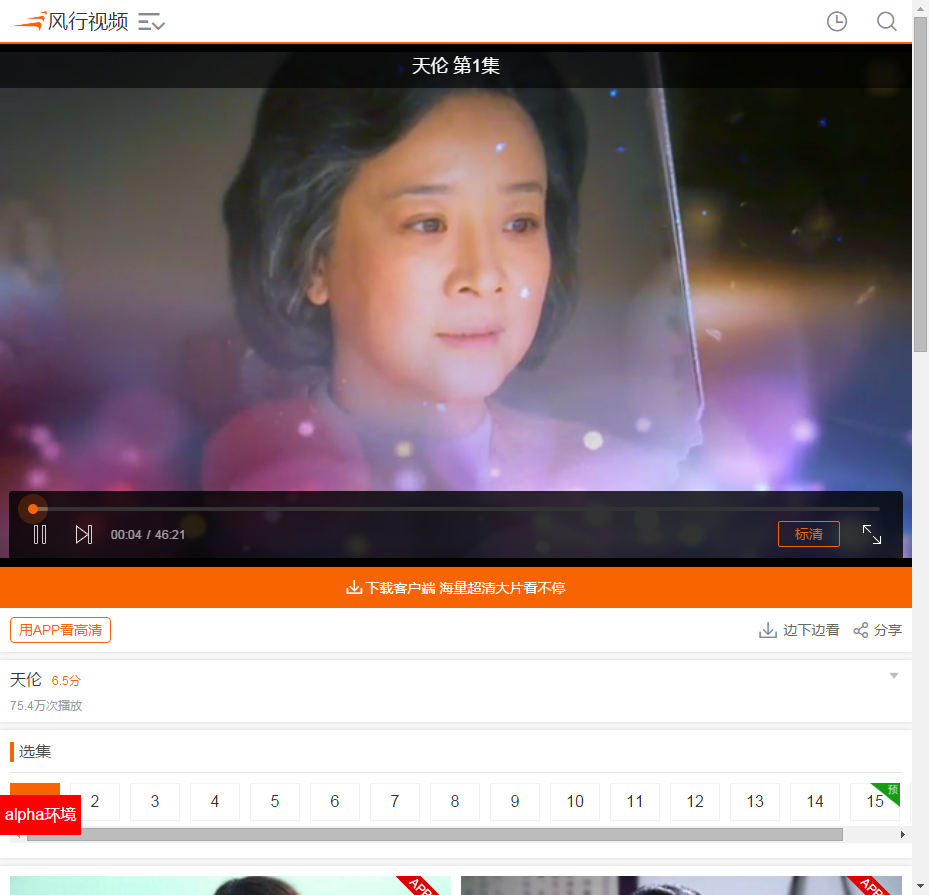 风行视频
天伦 第1集
00:04 / 46:21
标清
下载客户端 海量超清大片看不停
用APP看高清
边下边看 分享
天伦 6.5分
75.4万次播放
选集
2 3 4 5 6 7 8 9 10 11 12 13 14 15 预
alpha环境
APP APP